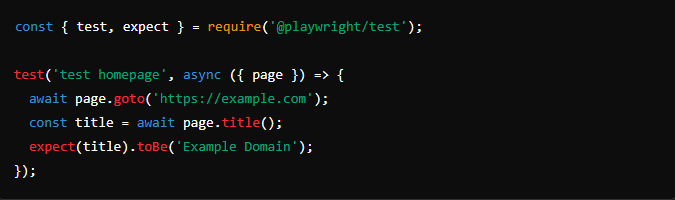 const { test, expect } = require('@playwright/test');
test('test homepage', async ({ page }) => {
  await page.goto('https://example.com');
  const title = await page.title();
  expect(title).toBe('Example Domain');
});